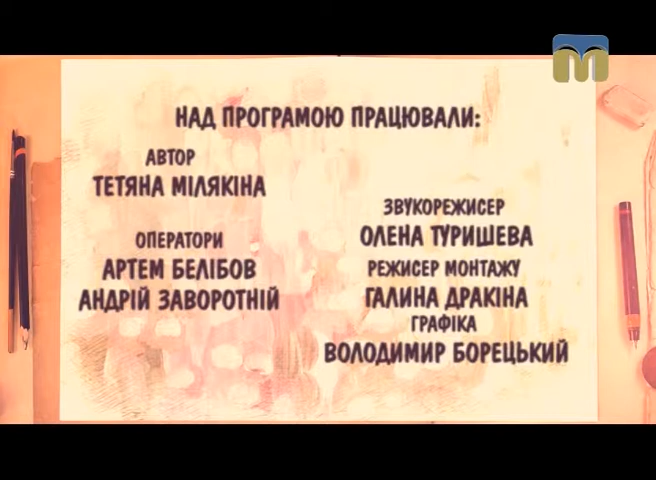 НАД ПРОГРАМОЮ ПРАЦЮВАЛИ:
АВТОР
ТЕТЯНА МІЛЯКІНА
ОПЕРАТОРИ
АРТЕМ БЕЛІБОВ
АНДРІЙ ЗАВОРОТНІЙ
ЗВУКОРЕЖИСЕР
ОЛЕНА ТУРИШЕВА
РЕЖИСЕР МОНТАЖУ
ГАЛИНА ДРАКІНА
ГРАФІКА
ВОЛОДИМИР БОРЕЦЬКИЙ